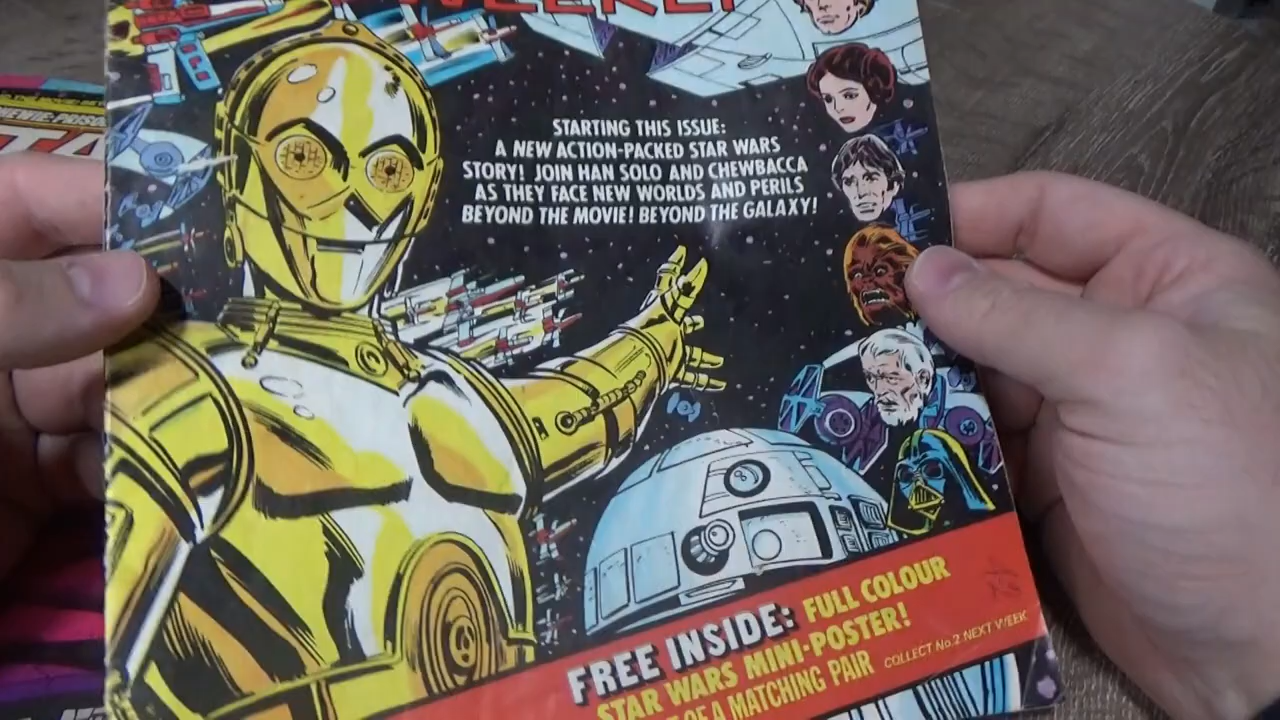 WEEKLY
STARTING THIS ISSUE:
A NEW ACTION-PACKED STAR WARS
STORY! JOIN HAN SOLO AND CHEWBACCA
AS THEY FACE NEW WORLDS AND PERILS
BEYOND THE MOVIE! BEYOND THE GALAXY!
FREE INSIDE: FULL COLOUR
STAR WARS MINI-POSTER!
OF A MATCHING PAIR
COLLECT No.2 NEXT WEEK